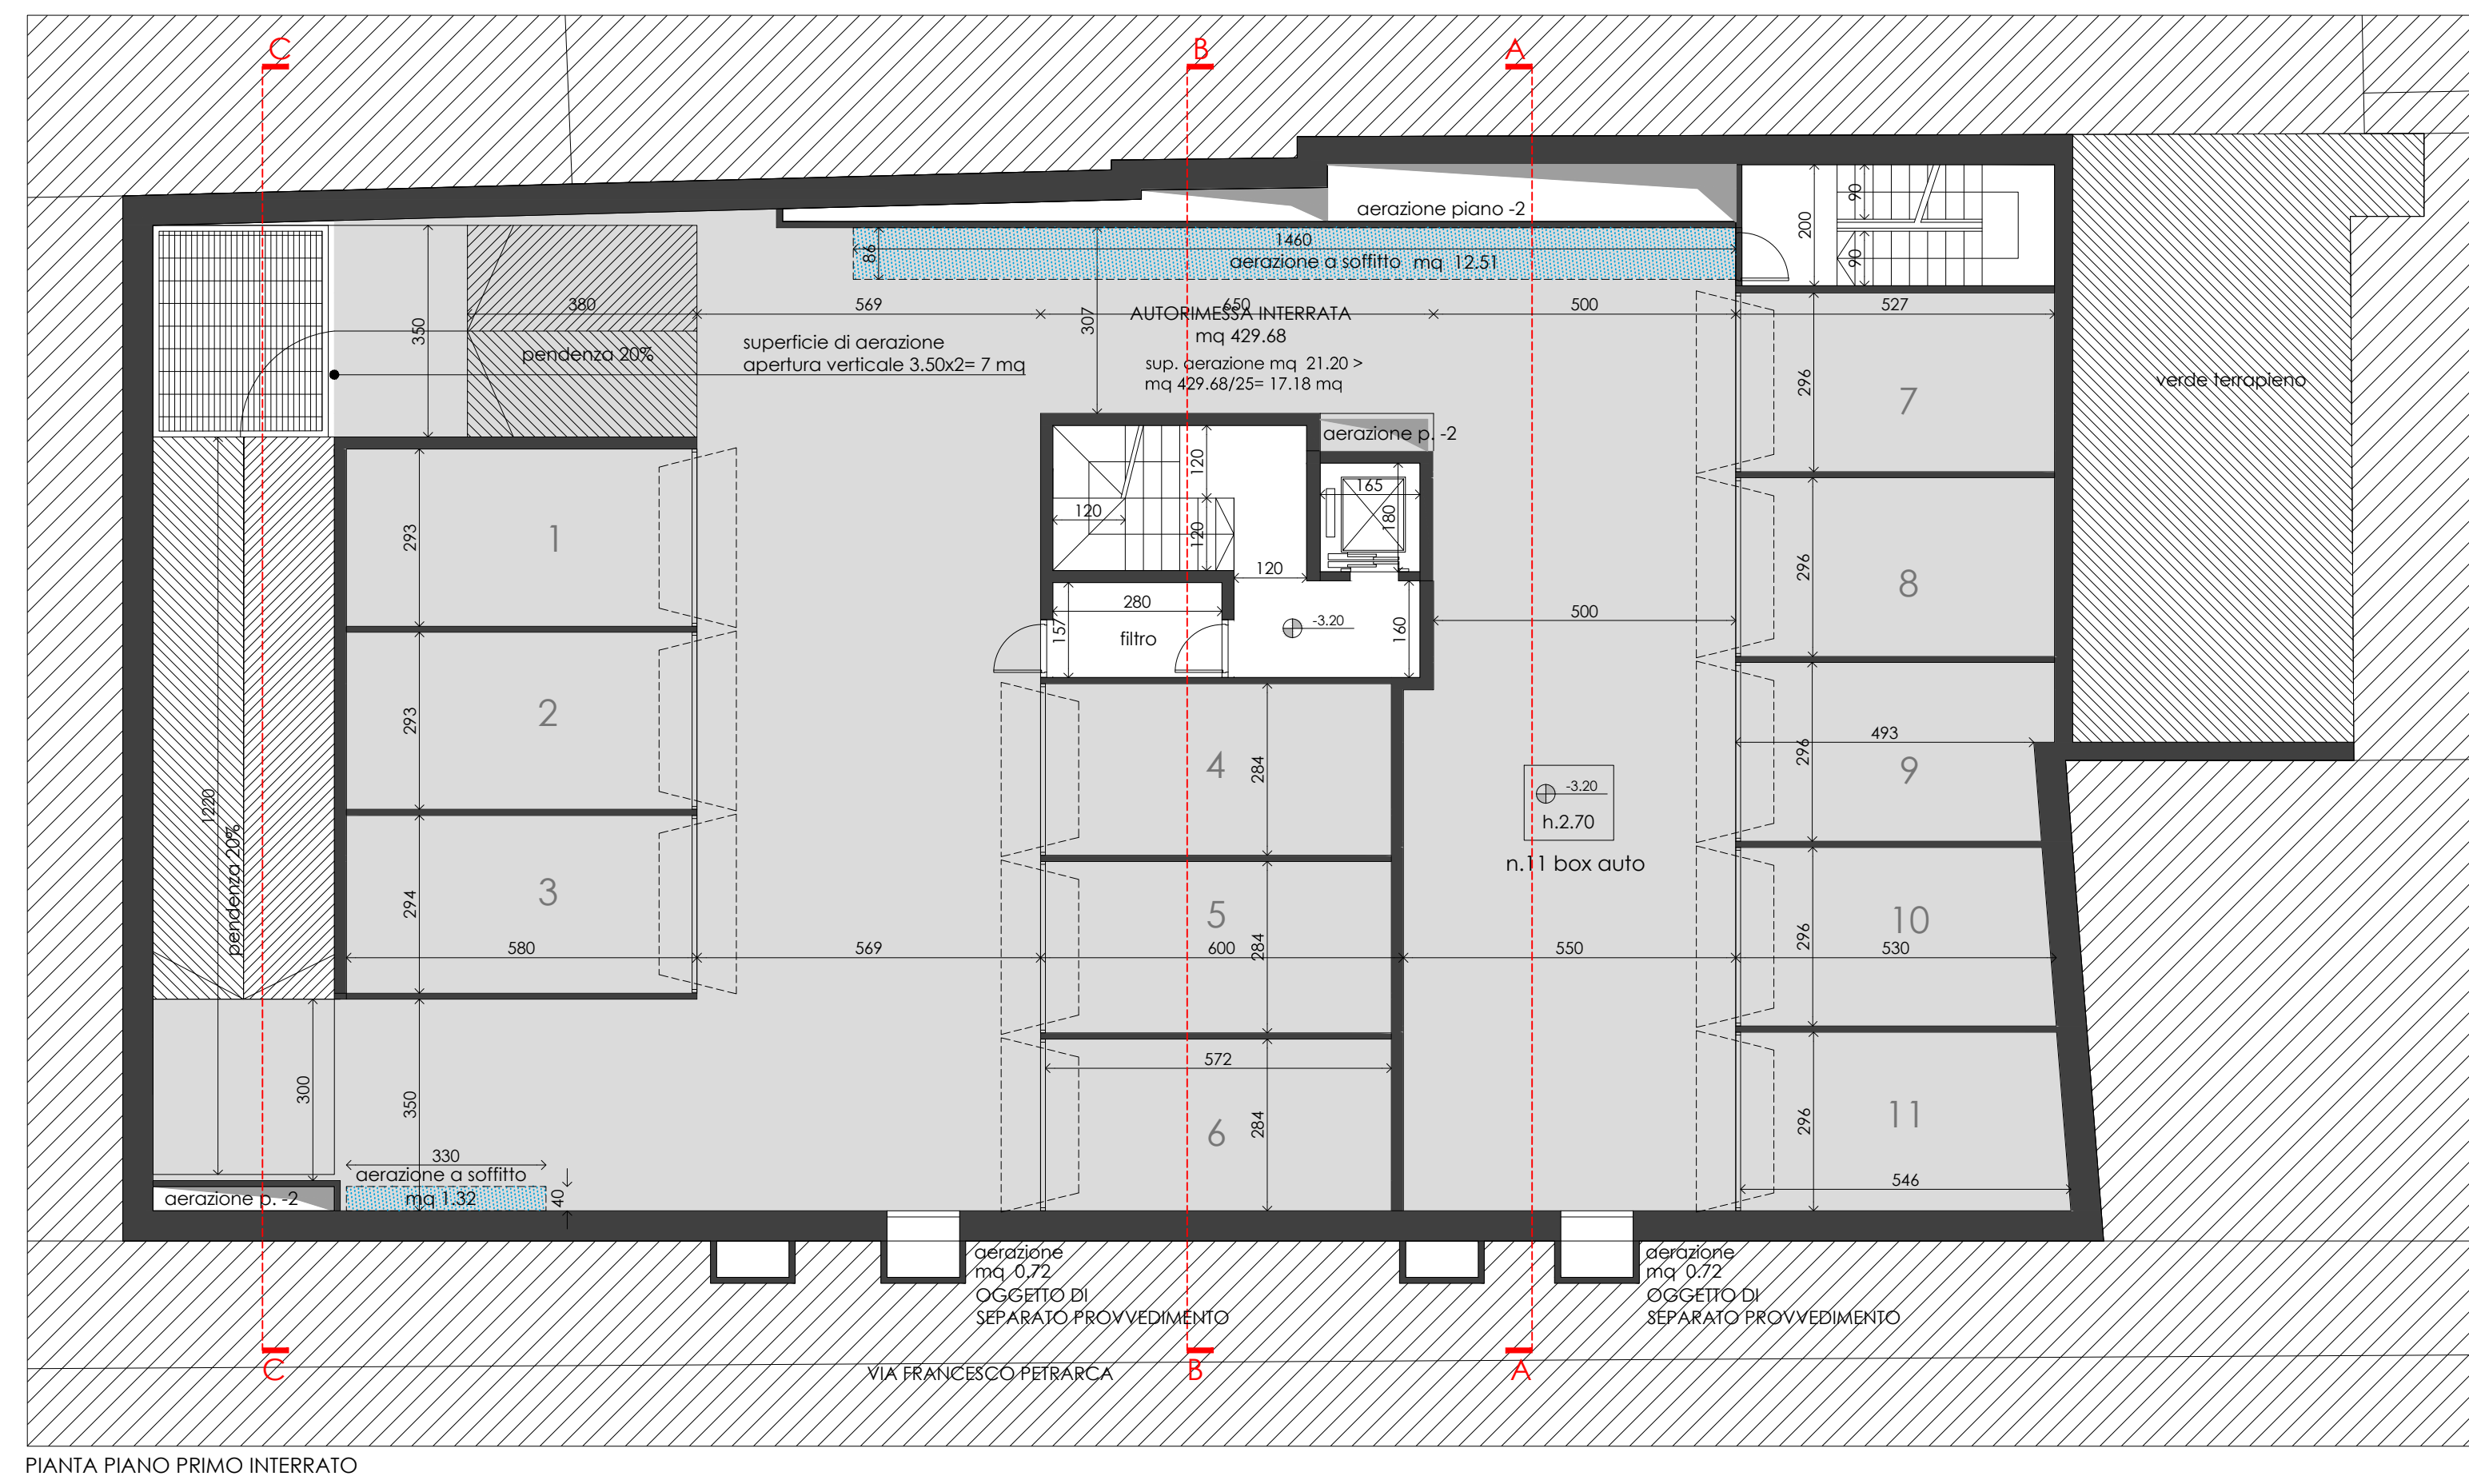 C
B
A
aerazione piano -2
1460
86
aerazione a soffitto mq 12.51
200
90
90
380
569
650
500
527
350
307
AUTORIMESSA INTERRATA
mq 429.68
superficie di aerazione
apertura verticale 3.50x2= 7 mq
sup. aerazione mq 21.20 >
mq 429.68/25= 17.18 mq
pendenza 20%
296
7
verde terrapieno
aerazione p. -2
120
165
180
120
120
120
293
1
296
8
280
157
filtro
-3.20
160
500
293
2
4
284
493
296
9
1220
pendenza 20%
-3.20
h.2.70
n.11 box auto
294
3
5
284
296
10
580
569
600
550
530
300
350
572
6
284
296
11
546
330
aerazione a soffitto
mq 1.32
40
aerazione p. -2
aerazione
mq 0.72
OGGETTO DI
SEPARATO PROVVEDIMENTO
aerazione
mq 0.72
OGGETTO DI
SEPARATO PROVVEDIMENTO
C
B
A
VIA FRANCESCO PETRARCA
PIANTA PIANO PRIMO INTERRATO